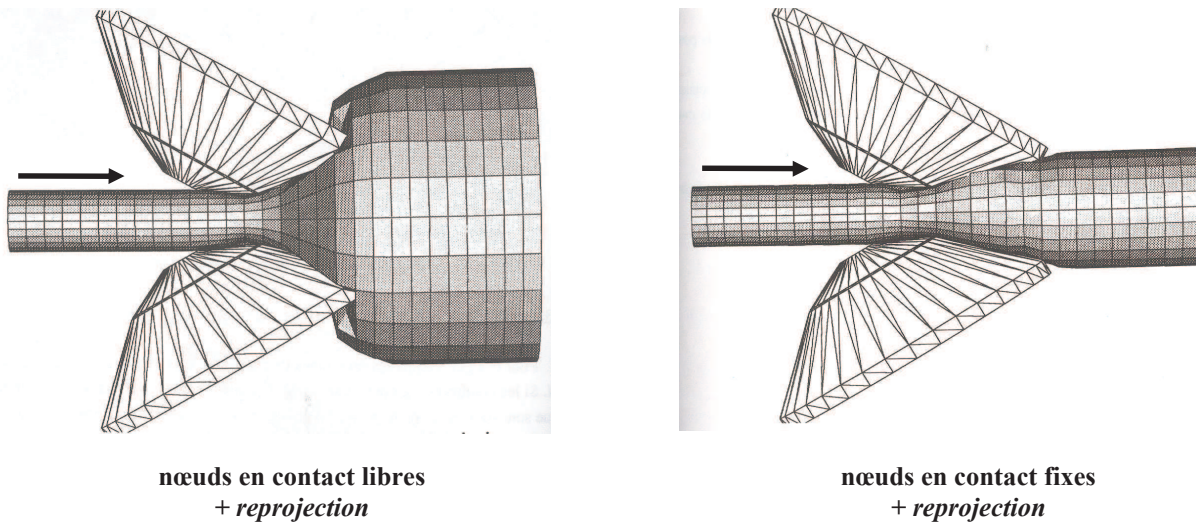 nœuds en contact libres
+ reprojection
nœuds en contact fixes
+ reprojection